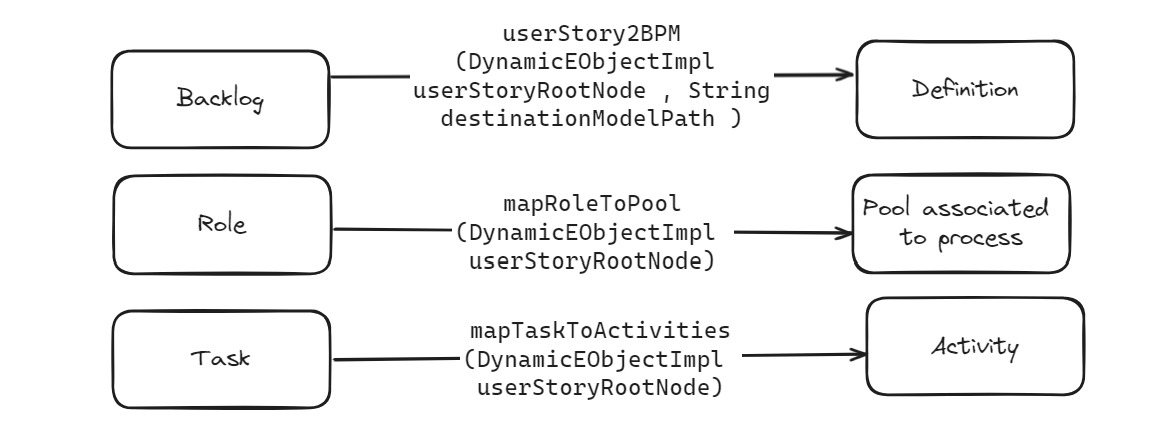 Backlog
userStory2BPM
(DynamicEObjectImpl
userStoryRootNode , String
destinationModelPath )
Definition
Role
mapRoleToPool
(DynamicEObjectImpl
userStoryRootNode)
Pool associated
to process
Task
mapTaskToActivities
(DynamicEObjectImpl
userStoryRootNode)
Activity